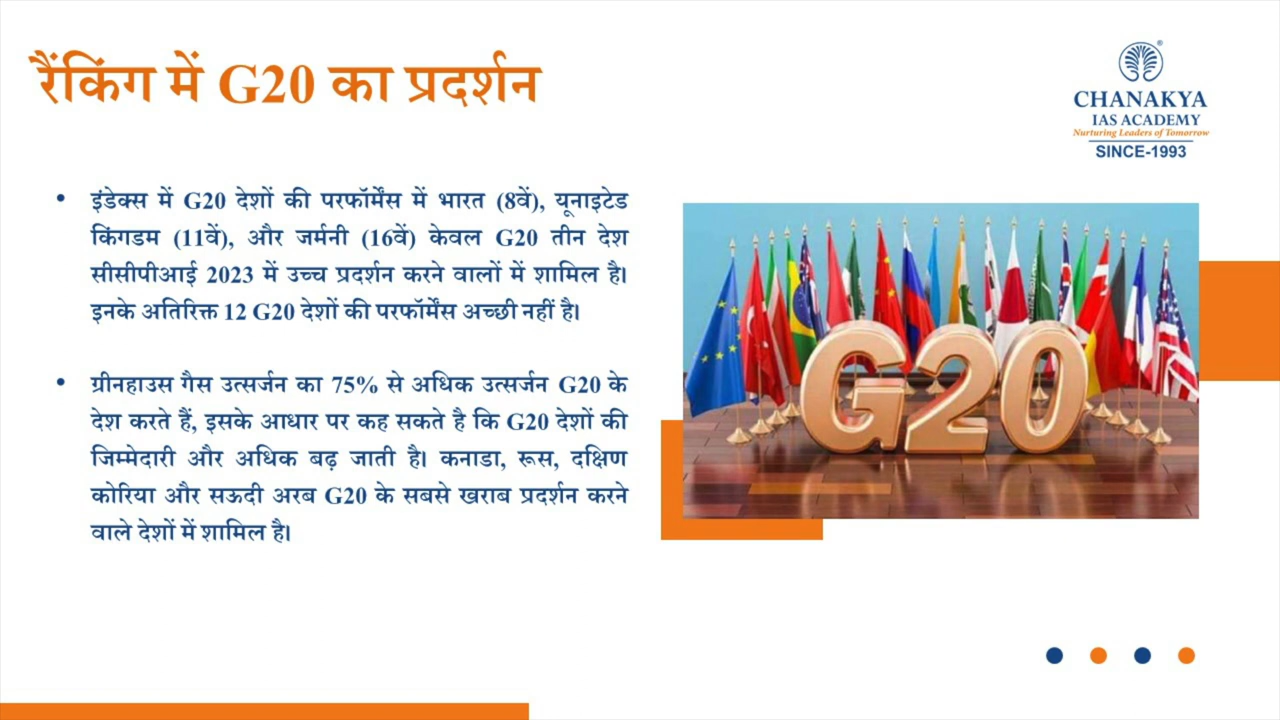 रैंकिंग में G20 का प्रदर्शन
CHANAKYA
IAS ACADEMY
Nurturing Leaders of Tomorrow
SINCE-1993
• इंडेक्स में G20 देशों की परफॉर्मेंस में भारत (8वें), यूनाइटेड
किंगडम (11वें), और जर्मनी (16वें) केवल G20 तीन देश
सीसीपीआई 2023 में उच्च प्रदर्शन करने वालों में शामिल है।
इनके अतिरिक्त 12 G20 देशों की परफॉर्मेंस अच्छी नहीं है।
• ग्रीनहाउस गैस उत्सर्जन का 75% से अधिक उत्सर्जन G20 के
देश करते हैं, इसके आधार पर कह सकते है कि G20 देशों की
जिम्मेदारी और अधिक बढ़ जाती है। कनाडा, रूस, दक्षिण
कोरिया और सऊदी अरब G20 के सबसे खराब प्रदर्शन करने
वाले देशों में शामिल है।
G20